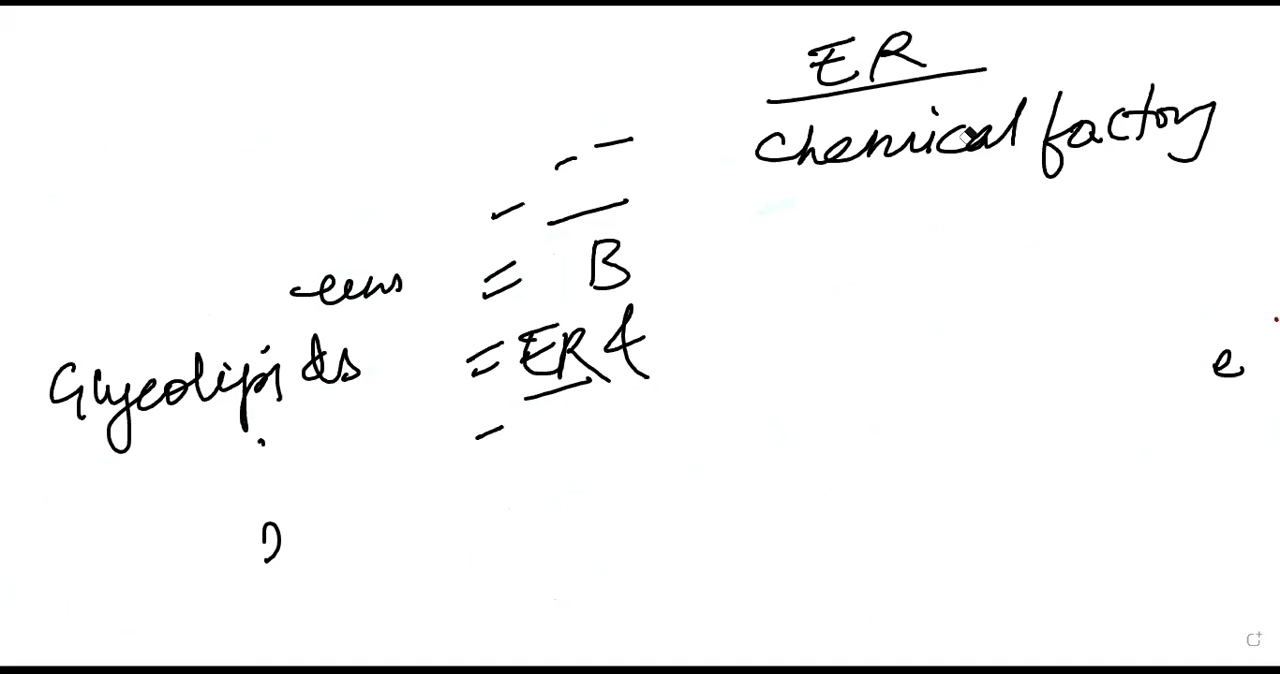 ER
chemical factory
B
Glycolipids = ER
e